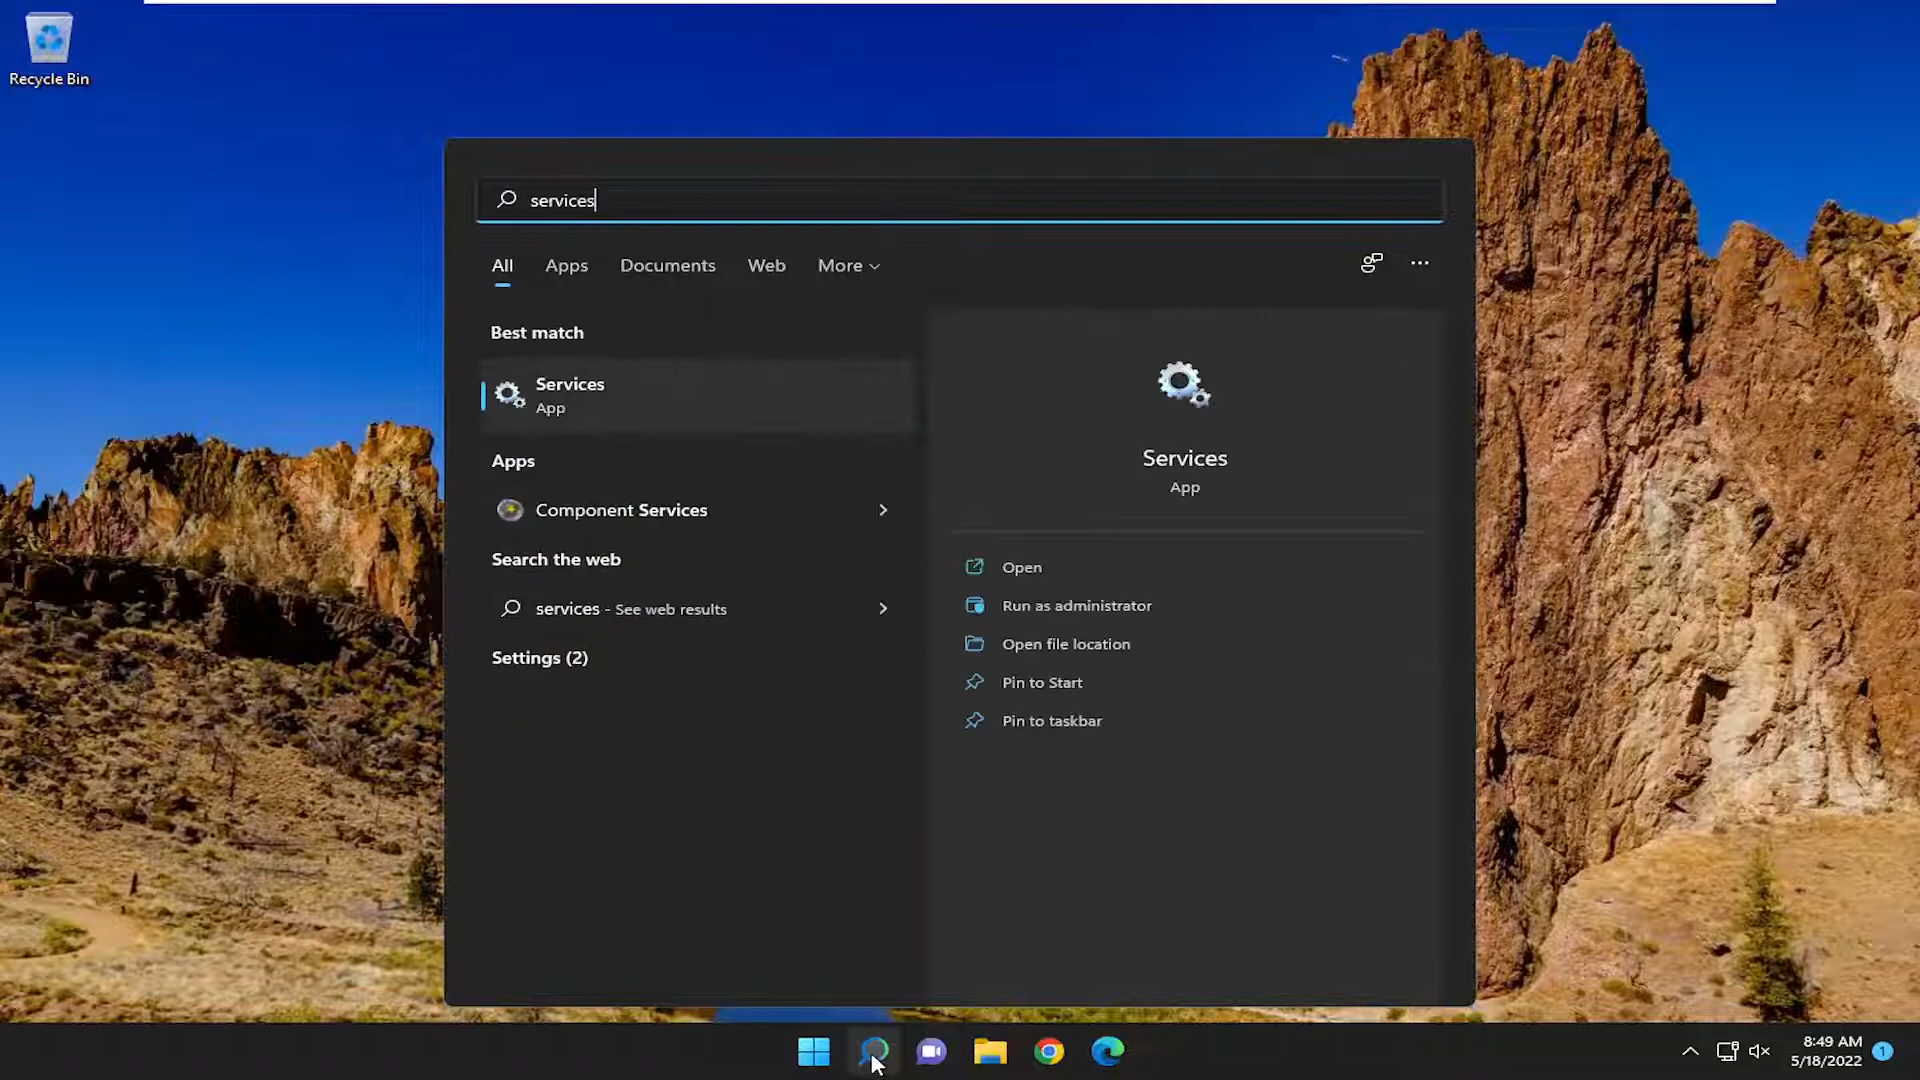 Recycle Bin
services
All Apps Documents Web More
Best match
Services
App
Apps
Component Services
Search the web
services - See web results
Settings (2)
Services
App
Open
Run as administrator
Open file location
Pin to Start
Pin to taskbar
8:49 AM
5/18/2022
1